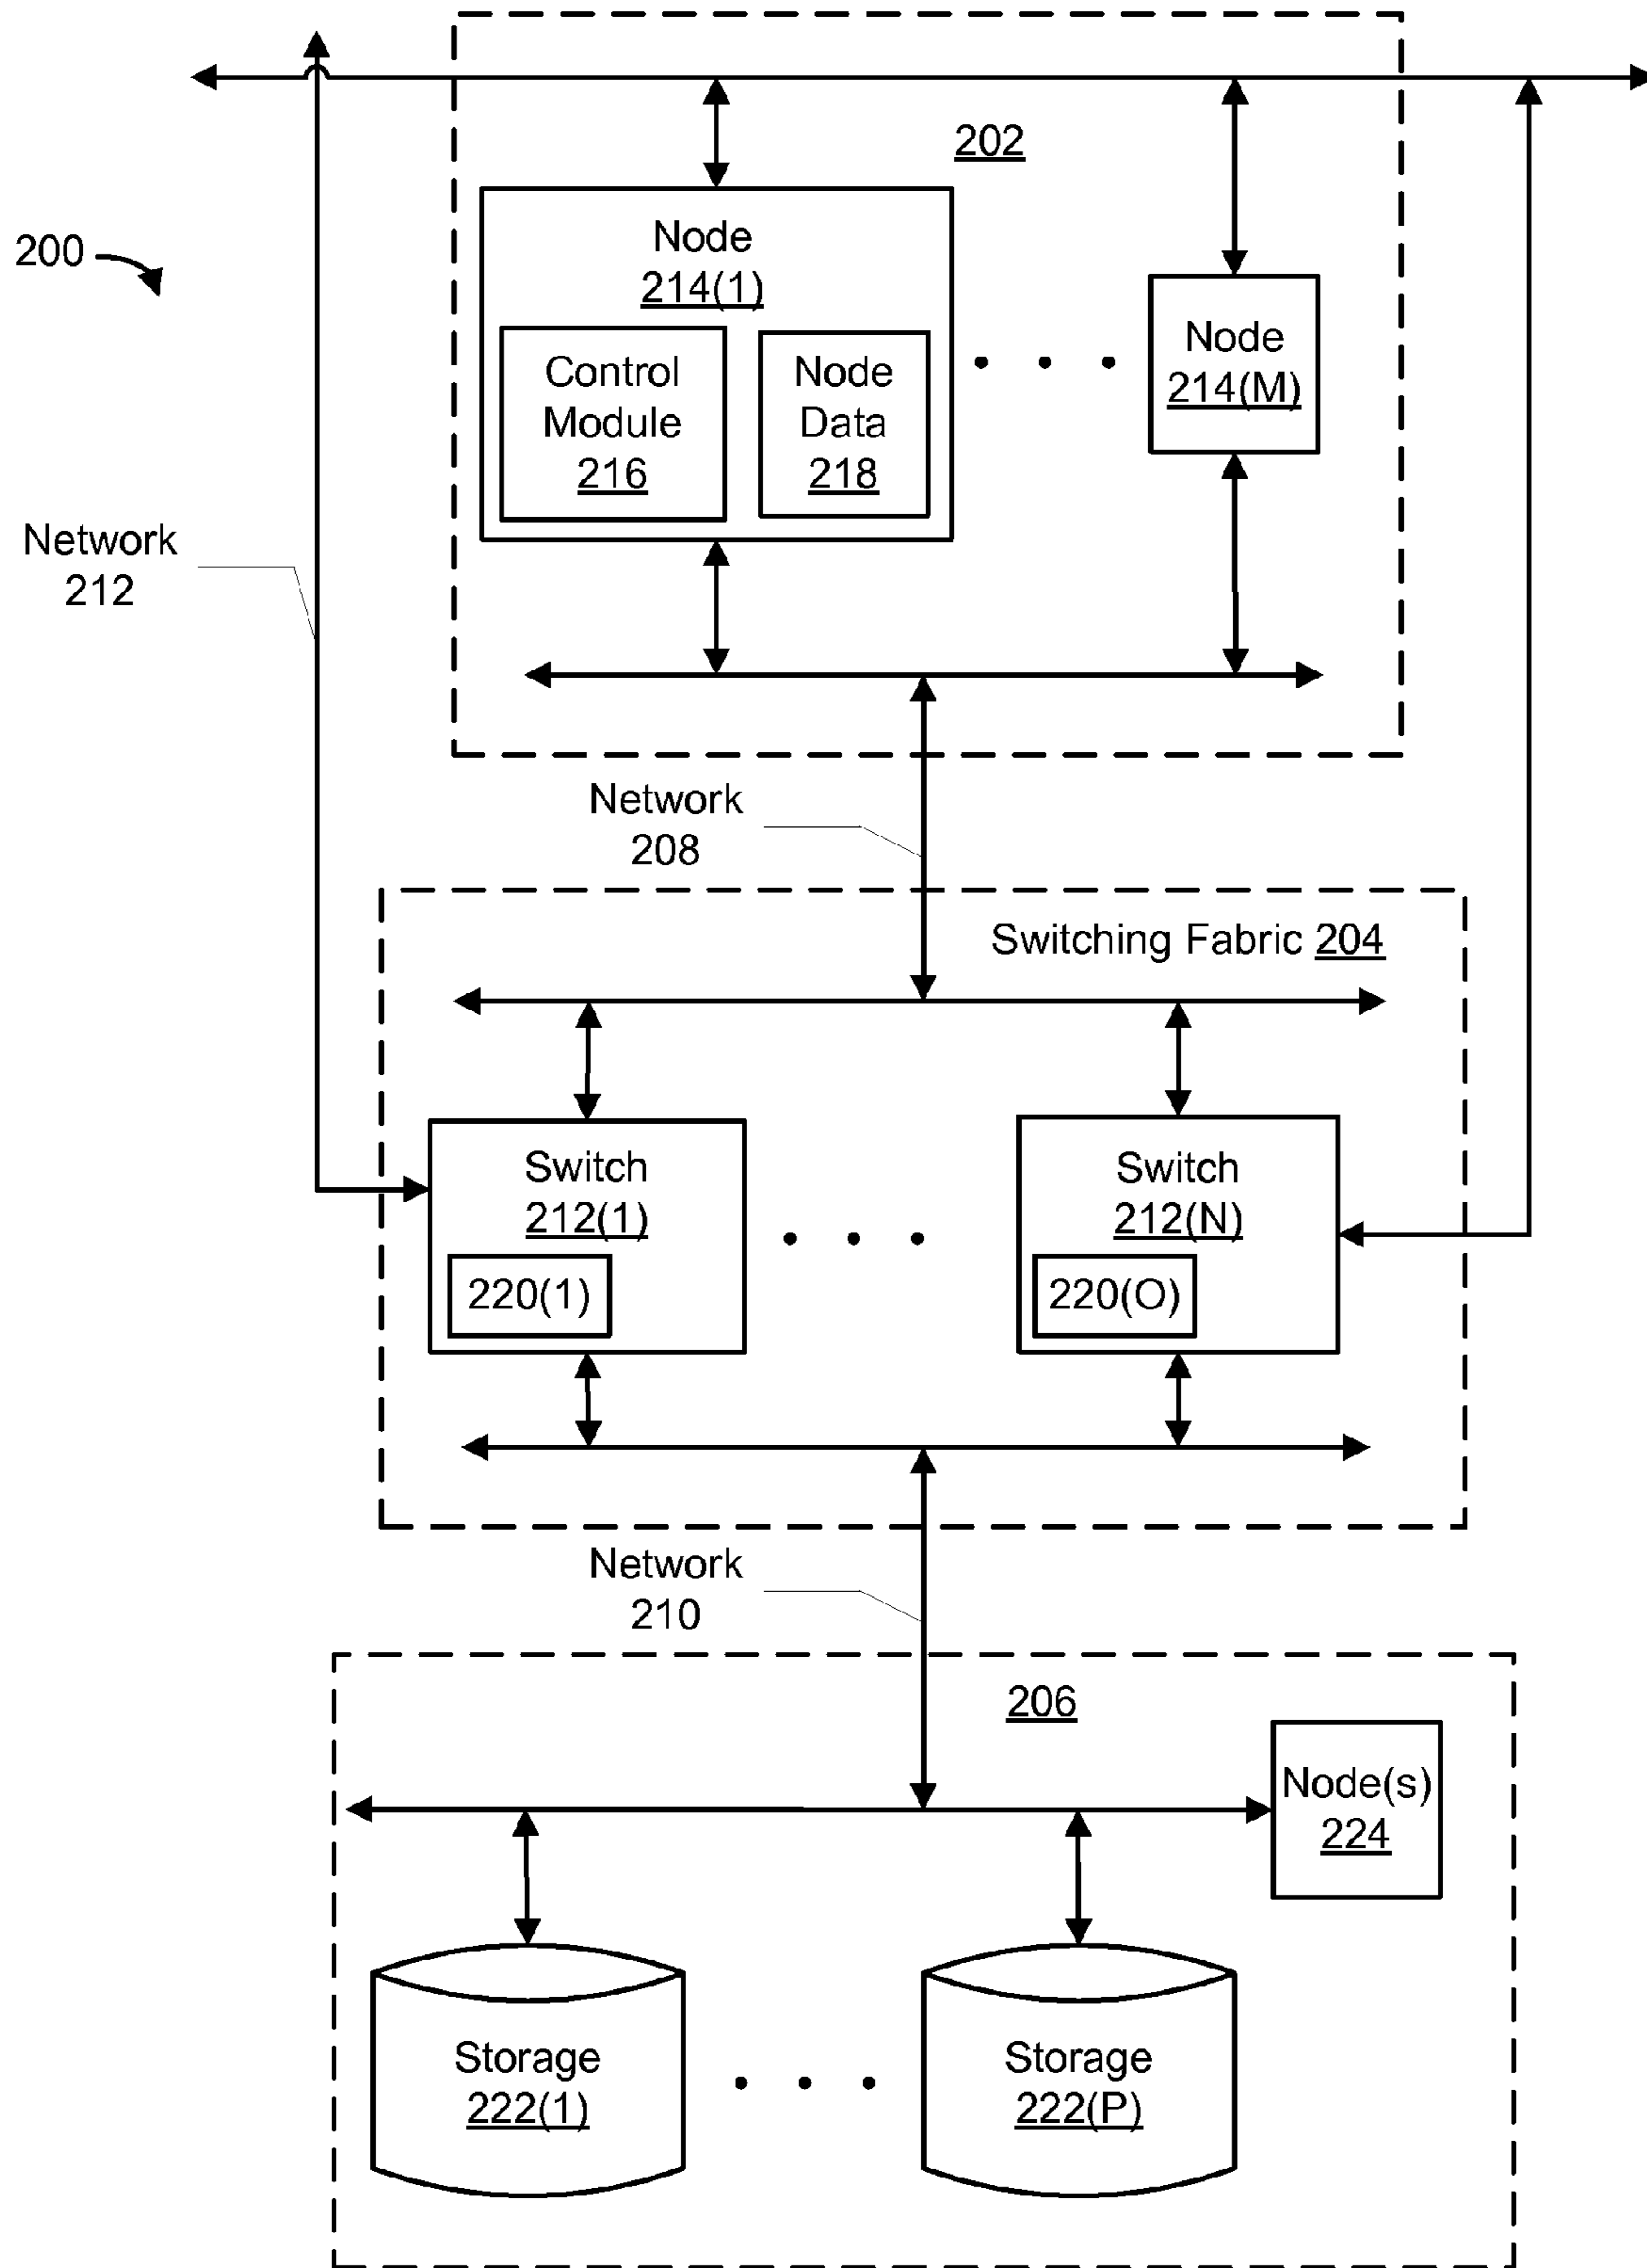 202
200
Node
214(1)
Control
Module
216
Node
Data
218
Node
214(M)
Network
212
Network
208
Switching Fabric 204
Switch
212(1)
220(1)
Switch
212(N)
220(O)
Network
210
206
Node(s)
224
Storage
222(1)
Storage
222(P)